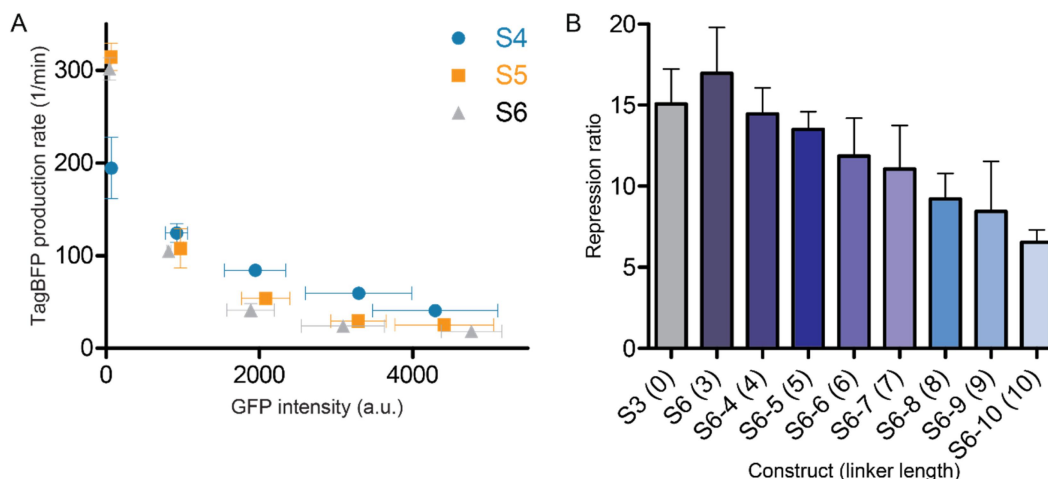 A
TagBFP production rate (1/min)
300
200
100
0
0
2000
4000
GFP intensity (a.u.)
S4
S5
S6
B
Repression ratio
20
15
10
5
0
S3 (0)
S6 (3)
S6-4 (4)
S6-5 (5)
S6-6 (6)
S6-7 (7)
S6-8 (8)
S6-9 (9)
S6-10 (10)
Construct (linker length)